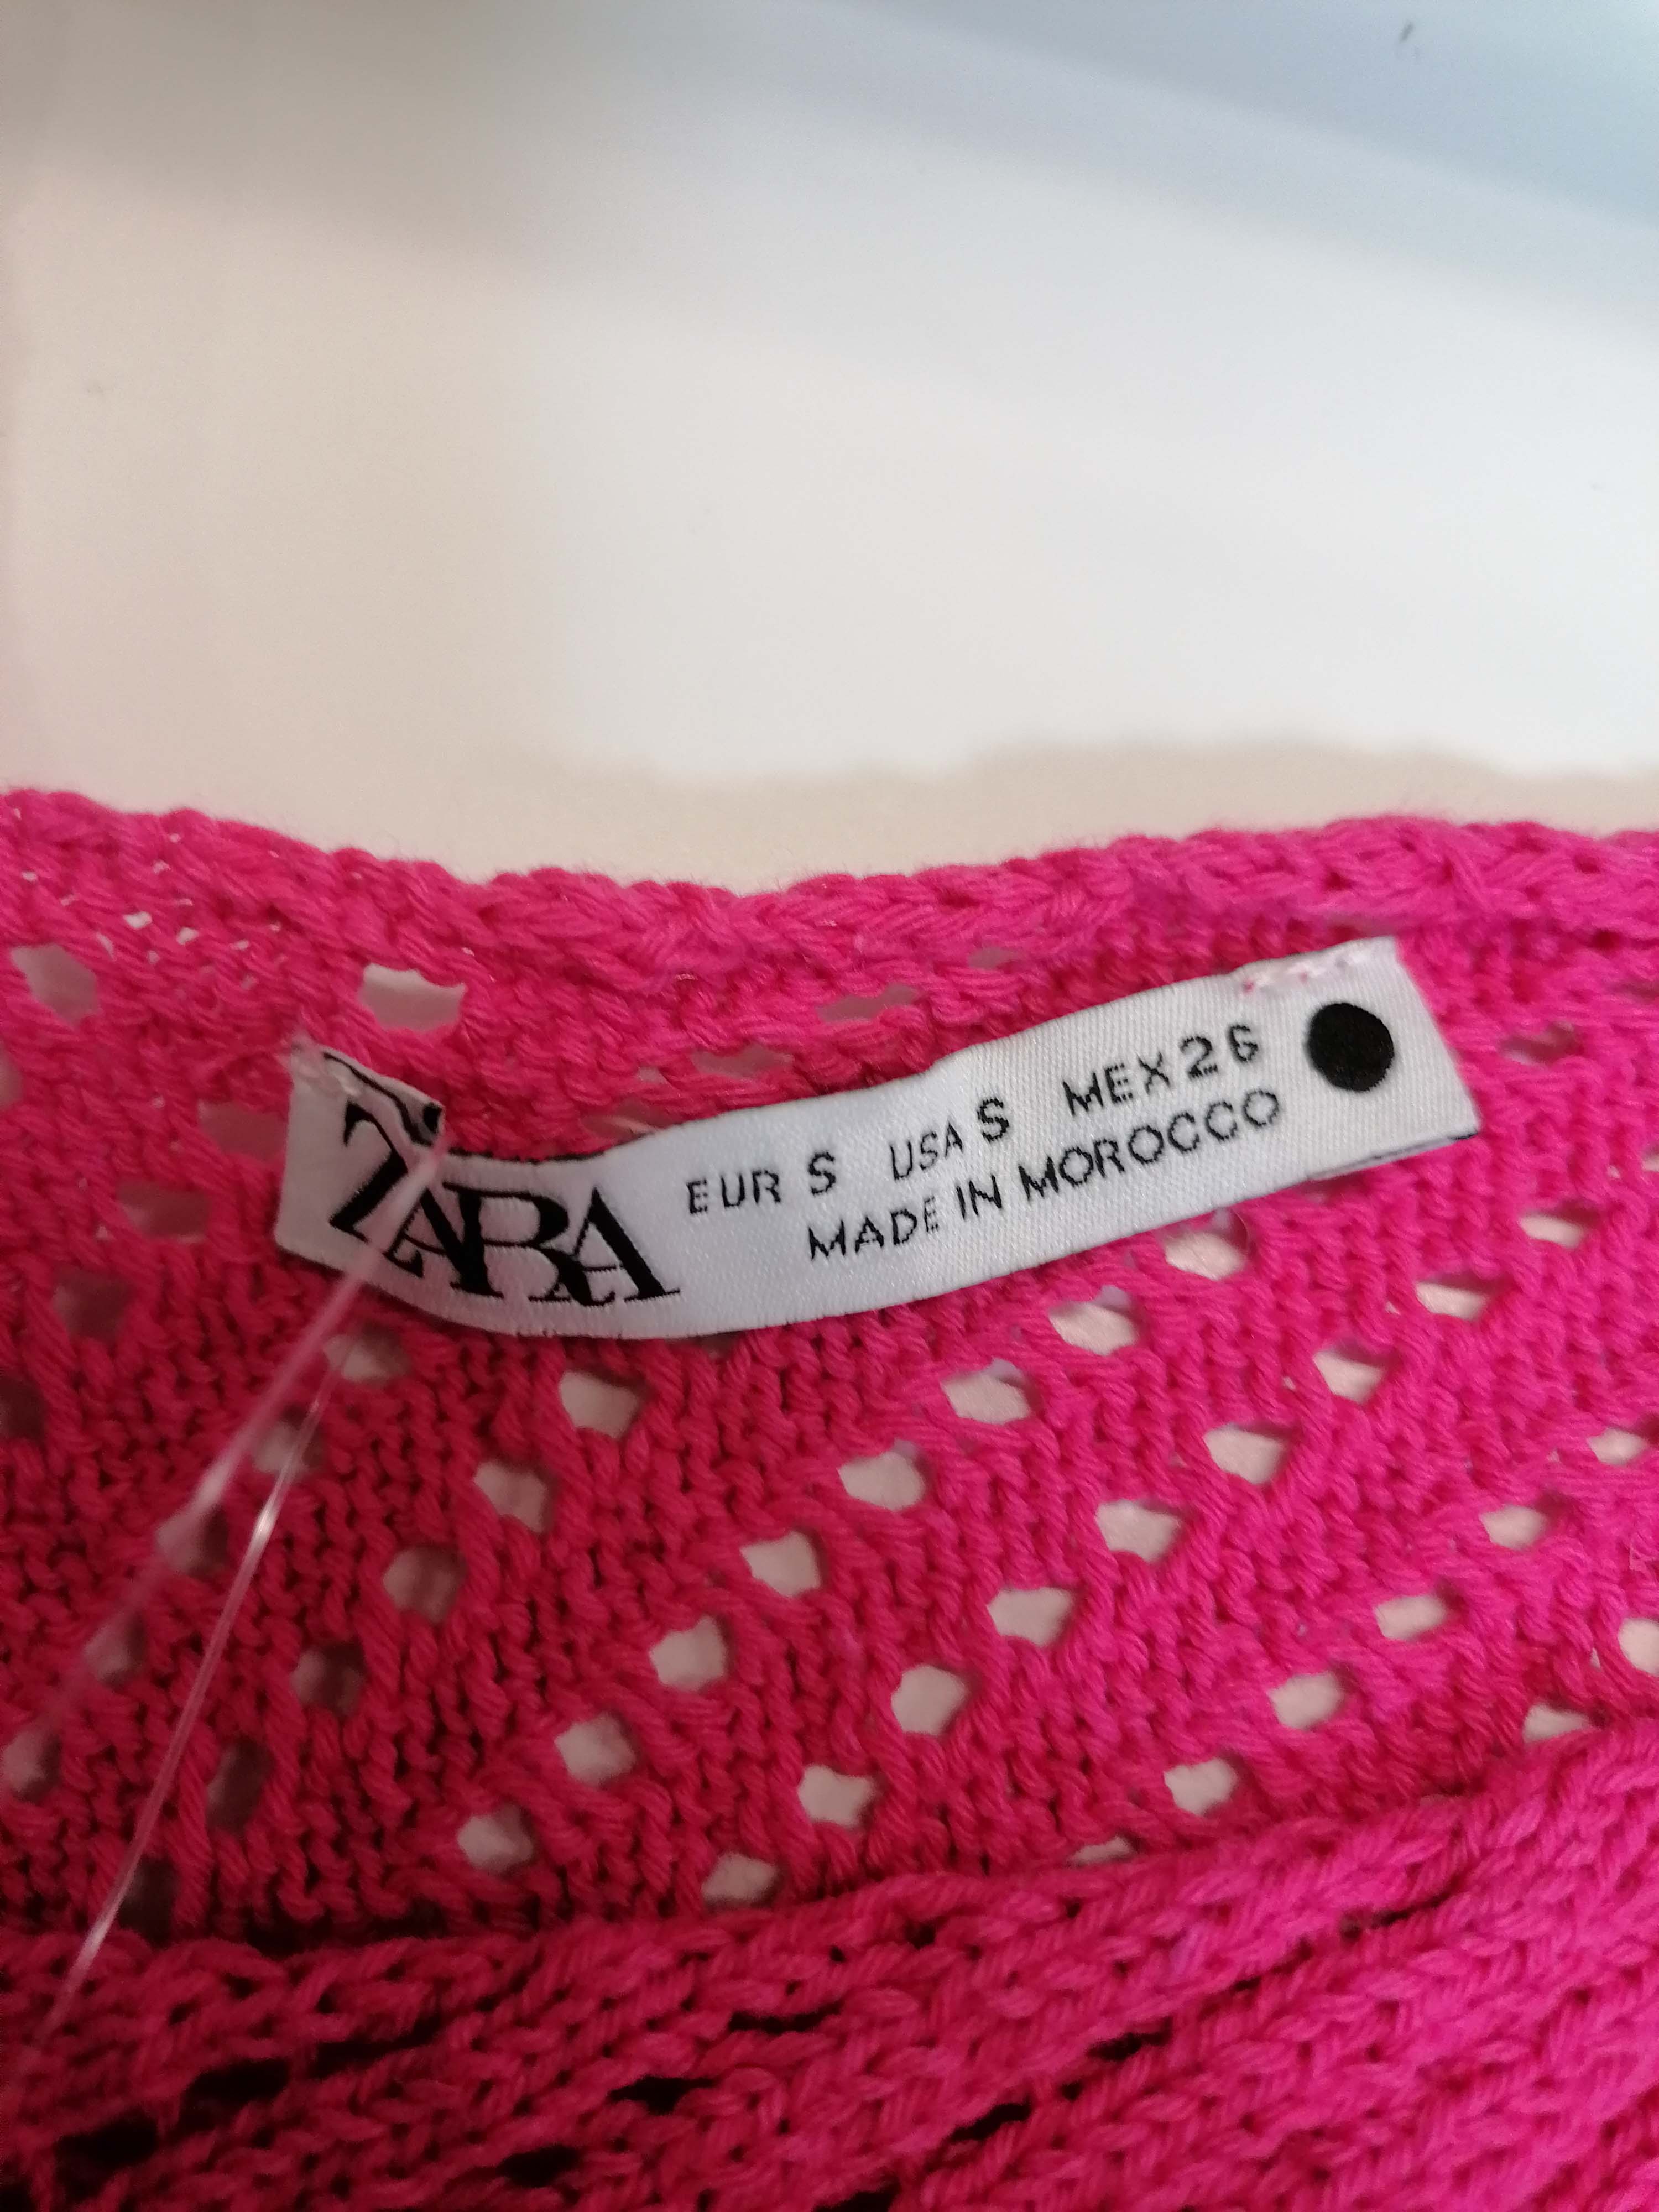 ZARA
EUR S USA S MEX 26
MADE IN MOROCCO